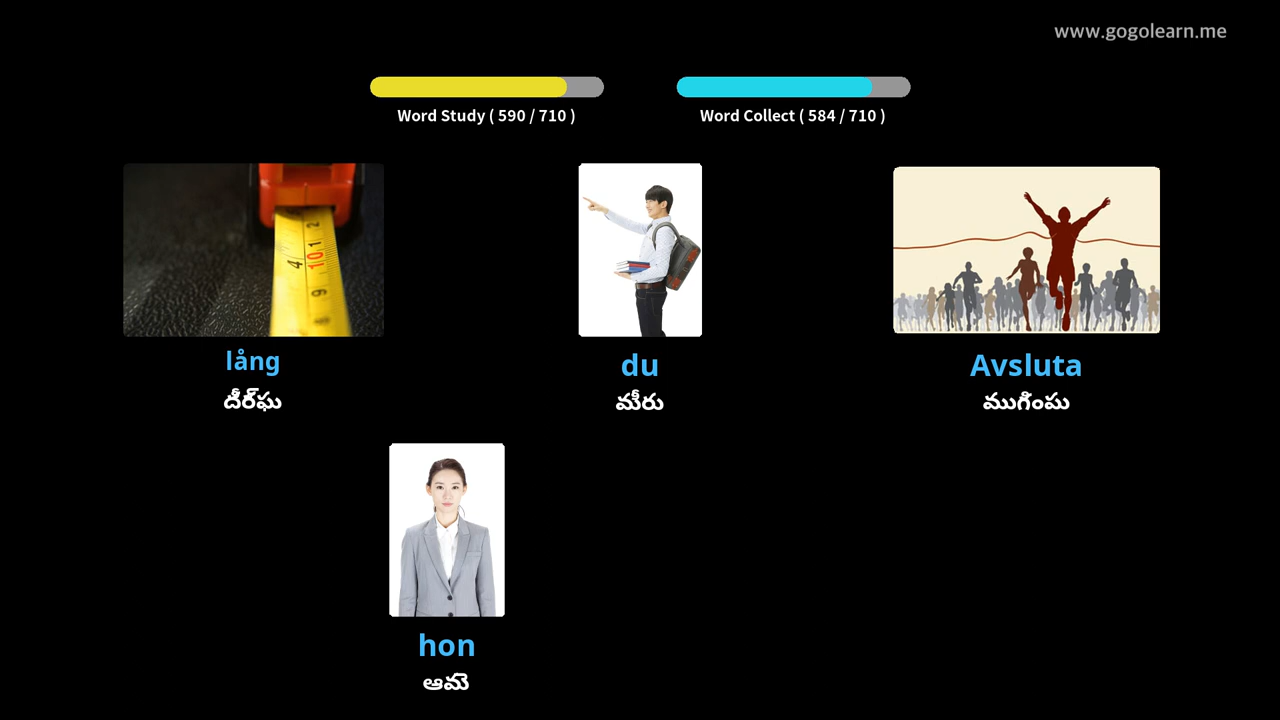 www.gogolearn.me
Word Study ( 590 / 710 )
Word Collect ( 584 / 710 )
lång
దీర్ఘ
du
మీరు
Avsluta
ముగింపు
hon
ఆమె